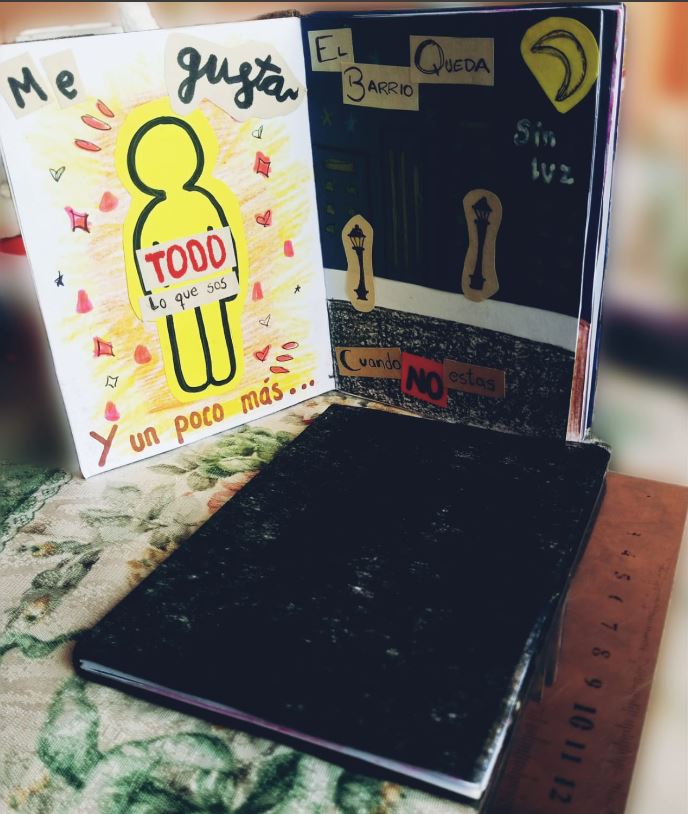 Me gusta
TODO
Lo que sos
Y un poco más...
EL
BARRIO
QUEDA
Sin
luz
Cuando NO estas
4 5 6 7 8 9 10 11 12